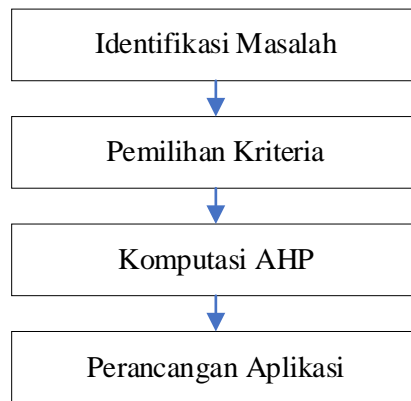 Identifikasi Masalah
Pemilihan Kriteria
Komputasi AHP
Perancangan Aplikasi